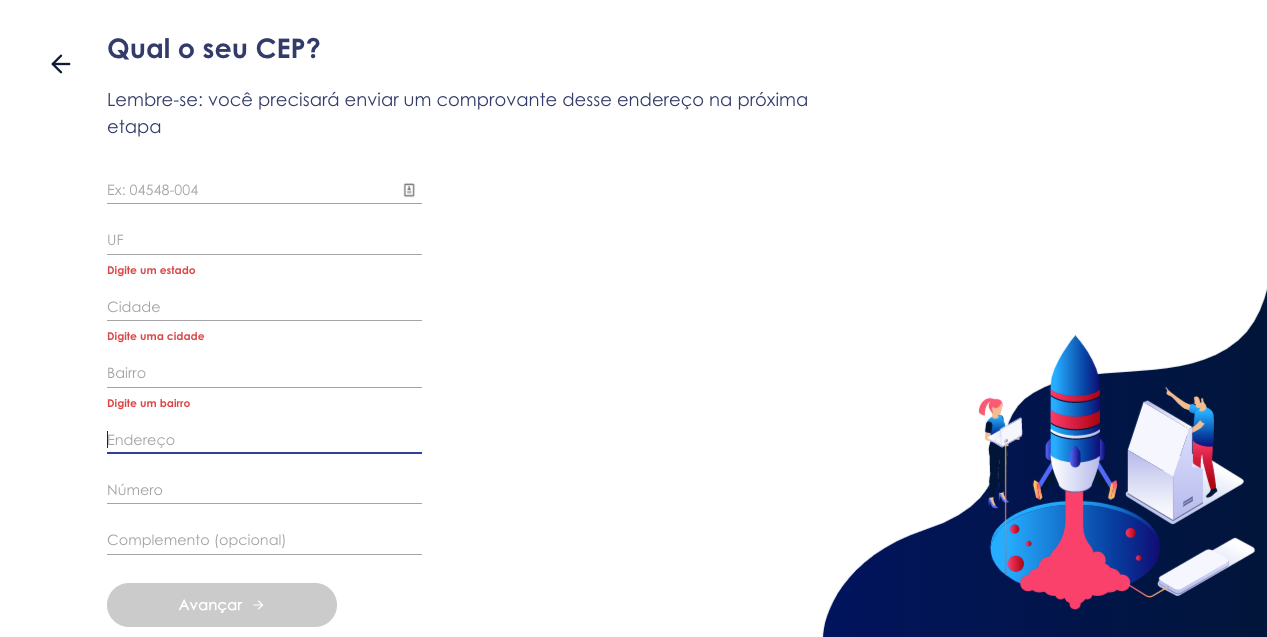 Qual o seu CEP?
Lembre-se: você precisará enviar um comprovante desse endereço na próxima
etapa
Ex: 04548-004
UF
Digite um estado
Cidade
Digite uma cidade
Bairro
Digite um bairro
Endereço
Número
Complemento (opcional)
Avançar